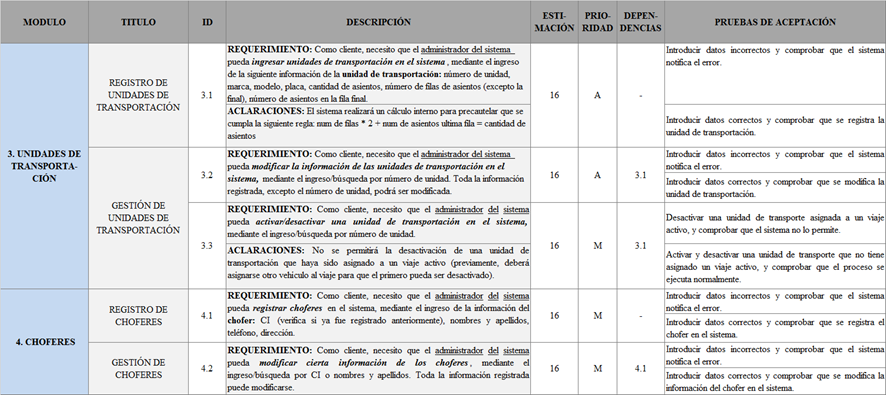 MODULO
TITULO
ID
DESCRIPCIÓN
ESTI-
MACIÓN
PRIO-
RIDAD
DEPEN-
DENCIAS
PRUEBAS DE ACEPTACIÓN
3. UNIDADES DE
TRANSPORTA-
CIÓN
REGISTRO DE
UNIDADES DE
TRANSPORTACIÓN
3.1
REQUERIMIENTO: Como cliente, necesito que el administrador del sistema
pueda ingresar unidades de transportación en el sistema, mediante el ingreso
de la siguiente información de la unidad de transportación: número de unidad,
marca, modelo, placa, cantidad de asientos, número de filas de asientos (excepto la
final), número de asientos en la fila final.
ACLARACIONES: El sistema realizará un cálculo interno para precautelar que se
cumpla la siguiente regla: num de filas * 2 + num de asientos ultima fila = cantidad de
asientos
16
A
-
Introducir datos incorrectos y comprobar que el sistema
notifica el error.
Introducir datos correctos y comprobar que se registra la
unidad de transportación.
GESTIÓN DE
UNIDADES DE
TRANSPORTACIÓN
3.2
REQUERIMIENTO: Como cliente, necesito que el administrador del sistema
pueda modificar la información de las unidades de transportación en el
sistema, mediante el ingreso/búsqueda por número de unidad. Toda la información
registrada, excepto el número de unidad, podrá ser modificada.
16
A
3.1
Introducir datos incorrectos y comprobar que el sistema
notifica el error.
Introducir datos correctos y comprobar que se modifica la
unidad de transportación.
3.3
REQUERIMIENTO: Como cliente, necesito que el administrador del sistema
pueda activar/desactivar una unidad de transportación en el sistema,
mediante el ingreso/búsqueda por número de unidad.
ACLARACIONES: No se permitirá la desactivación de una unidad de
transportación que haya sido asignado a un viaje activo (previamente, deberá
asignarse otro vehiculo al viaje para que el primero pueda ser desactivado).
16
M
3.1
Desactivar una unidad de transporte asignada a un viaje
activo, y comprobar que el sistema no lo permite.
Activar y desactivar una unidad de transporte que no tiene
asignado un viaje activo, y comprobar que el proceso se
ejecuta normalmente.
4. CHOFERES
REGISTRO DE
CHOFERES
4.1
REQUERIMIENTO: Como cliente, necesito que el administrador del sistema
pueda registrar choferes en el sistema, mediante el ingreso de la información del
chofer: CI (verifica si ya fue registrado anteriormente), nombres y apellidos,
teléfono, dirección.
16
M
-
Introducir datos incorrectos y comprobar que el sistema
notifica el error.
Introducir datos correctos y comprobar que se registra el
chofer en el sistema.
GESTIÓN DE
CHOFERES
4.2
REQUERIMIENTO: Como cliente, necesito que el administrador del sistema
pueda modificar cierta información de los choferes, mediante el
ingreso/búsqueda por CI o nombres y apellidos. Toda la información registrada
puede modificarse.
16
M
4.1
Introducir datos incorrectos y comprobar que el sistema
notifica el error.
Introducir datos correctos y comprobar que se modifica la
información del chofer en el sistema.